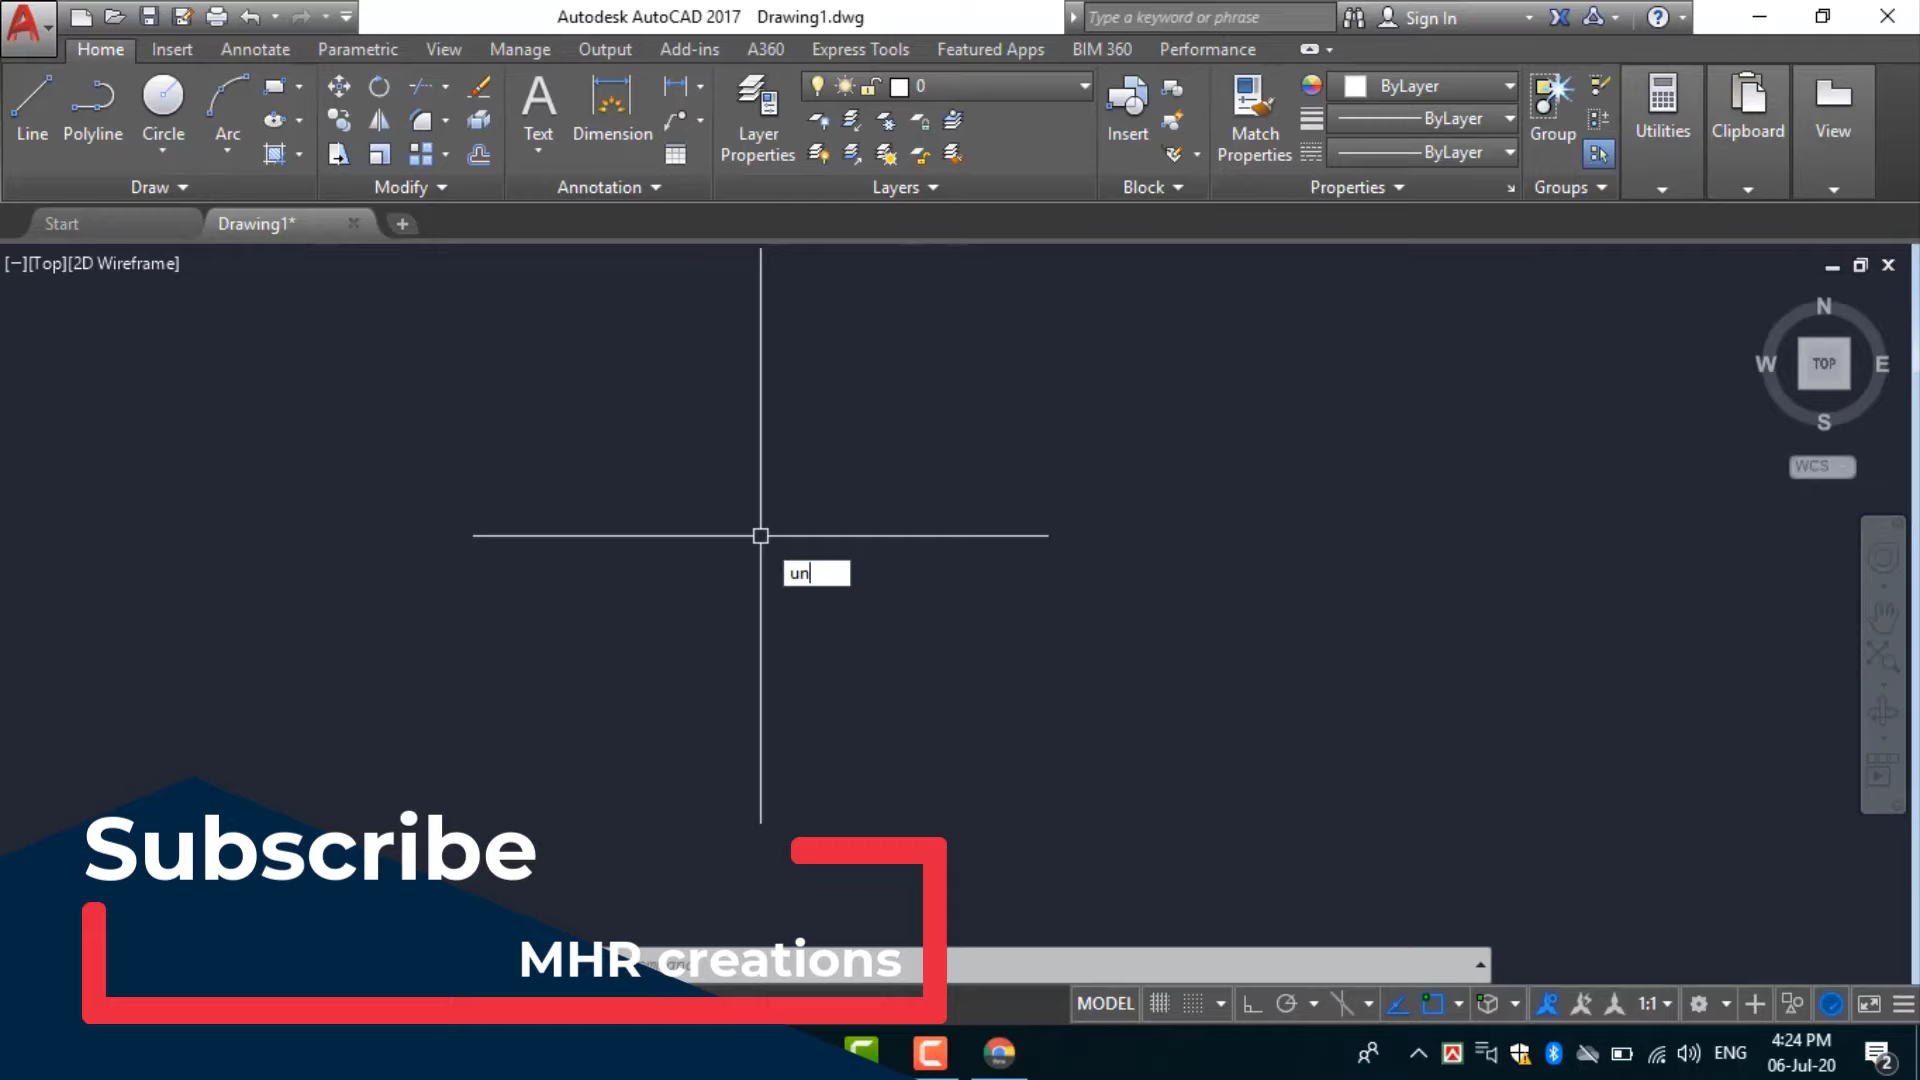 Autodesk AutoCAD 2017 Drawing1.dwg
Type a keyword or phrase
Sign In
Home Insert Annotate Parametric View Manage Output Add-ins A360 Express Tools Featured Apps BIM 360 Performance
Line Polyline Circle Arc
Text Dimension
Layer Properties
0
Insert
Match Properties
ByLayer
ByLayer
ByLayer
Group
Utilities Clipboard View
Draw Modify Annotation Layers Block Properties Groups
Start Drawing1*
[−][Top][2D Wireframe]
N
W TOP E
S
WCS
un
Subscribe
MHR creations
MODEL 1:1
ENG
4:24 PM
06-Jul-20
2